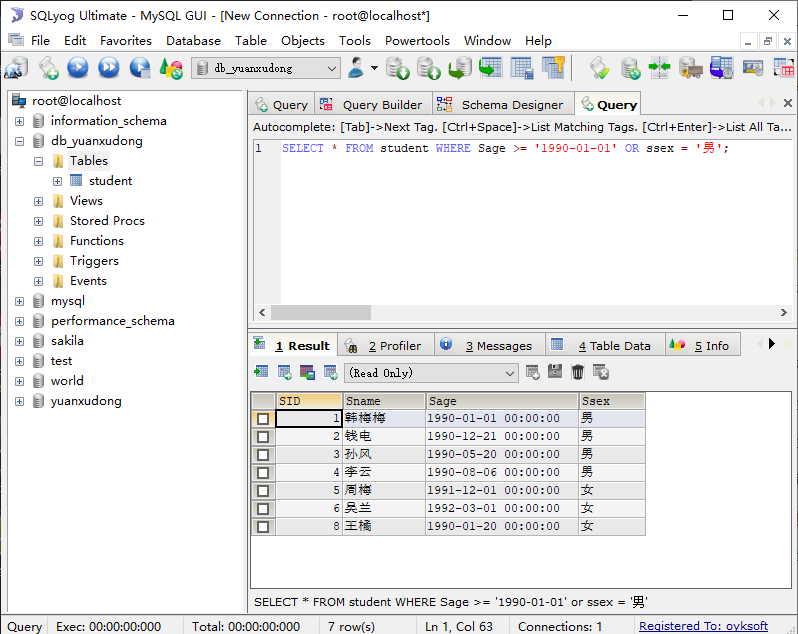 SQLyog Ultimate - MySQL GUI - [New Connection - root@localhost*]
File Edit Favorites Database Table Objects Tools Powertools Window Help
db_yuanxudong
root@localhost
information_schema
db_yuanxudong
Tables
student
Views
Stored Procs
Functions
Triggers
Events
mysql
performance_schema
sakila
test
world
yuanxudong
Query Query Builder Schema Designer Query
Autocomplete: [Tab]->Next Tag. [Ctrl+Space]->List Matching Tags. [Ctrl+Enter]->List All Ta...
1 SELECT * FROM student WHERE Sage >= '1990-01-01' OR ssex = '男';
1 Result 2 Profiler 3 Messages 4 Table Data 5 Info
(Read Only)
SID Sname Sage Ssex
1 韩梅梅 1990-01-01 00:00:00 男
2 钱电 1990-12-21 00:00:00 男
3 孙风 1990-05-20 00:00:00 男
4 李云 1990-08-06 00:00:00 男
5 周梅 1991-12-01 00:00:00 女
6 吴兰 1992-03-01 00:00:00 女
8 王橘 1990-01-20 00:00:00 女
SELECT * FROM student WHERE Sage >= '1990-01-01' or ssex = '男'
Query Exec: 00:00:00:000 Total: 00:00:00:000 7 row(s) Ln 1, Col 63 Connections: 1 Registered To: oyksoft